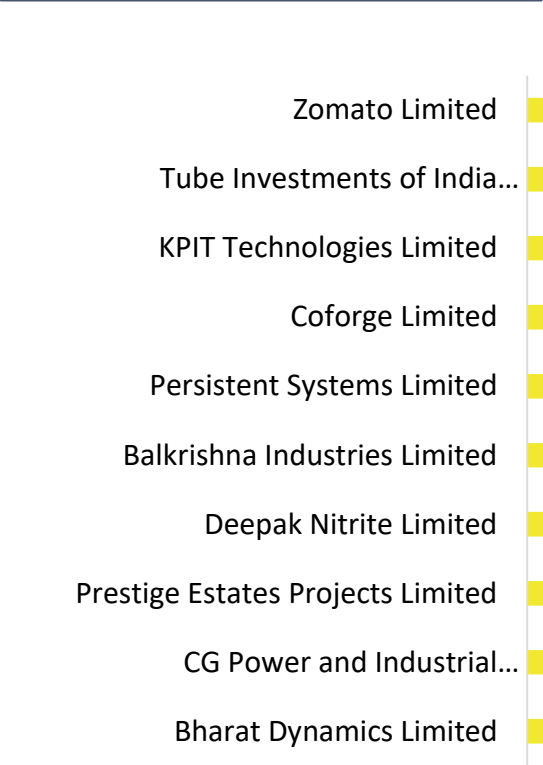 Zomato Limited
Tube Investments of India…
KPIT Technologies Limited
Coforge Limited
Persistent Systems Limited
Balkrishna Industries Limited
Deepak Nitrite Limited
Prestige Estates Projects Limited
CG Power and Industrial…
Bharat Dynamics Limited